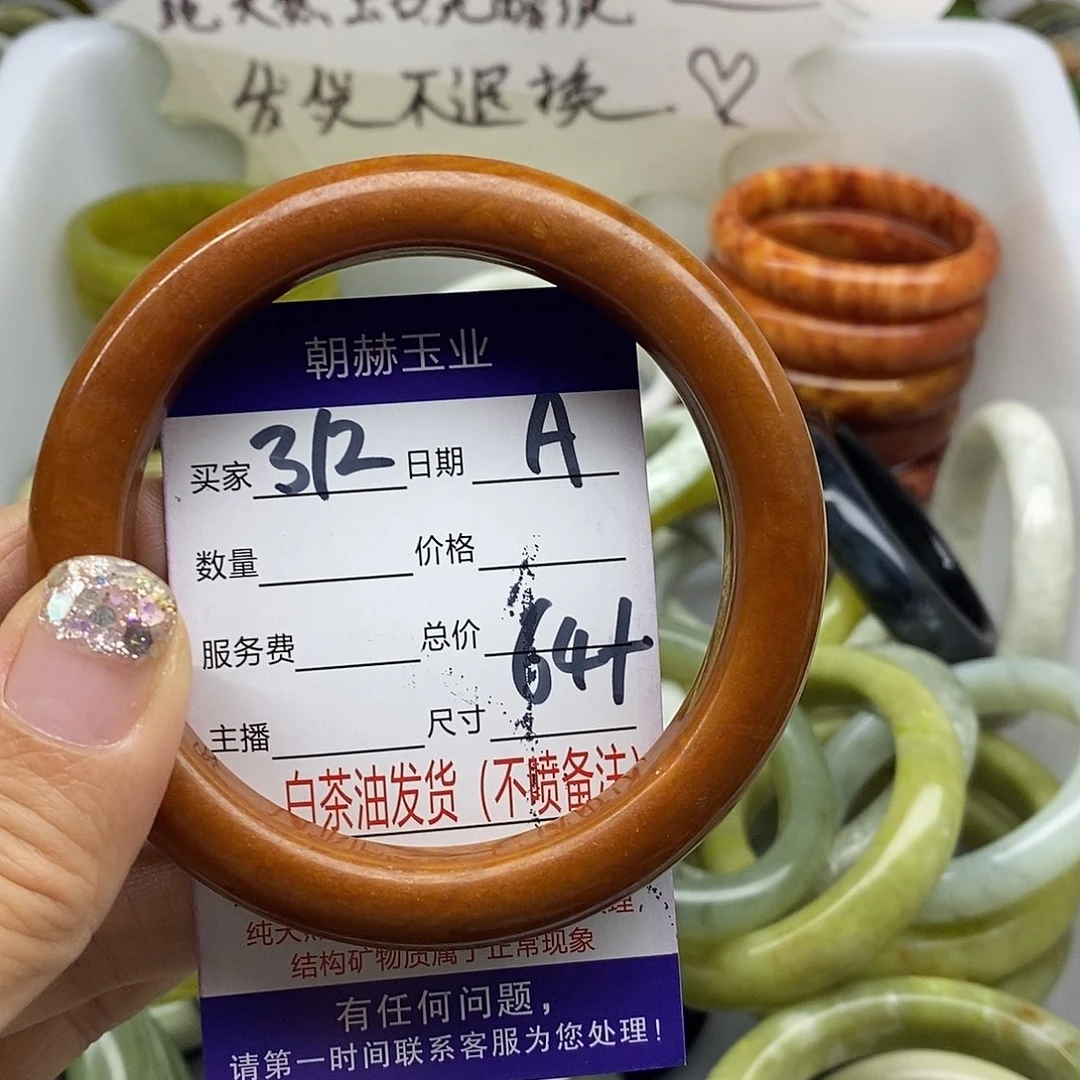 发货不退换
朝赫玉业
买家 312 日期 A
数量 价格
服务费 总价 64+
主播 尺寸
白茶油发货（不喷备注）
结构矿物质属于正常现象
有任何问题，
请第一时间联系客服为您处理！